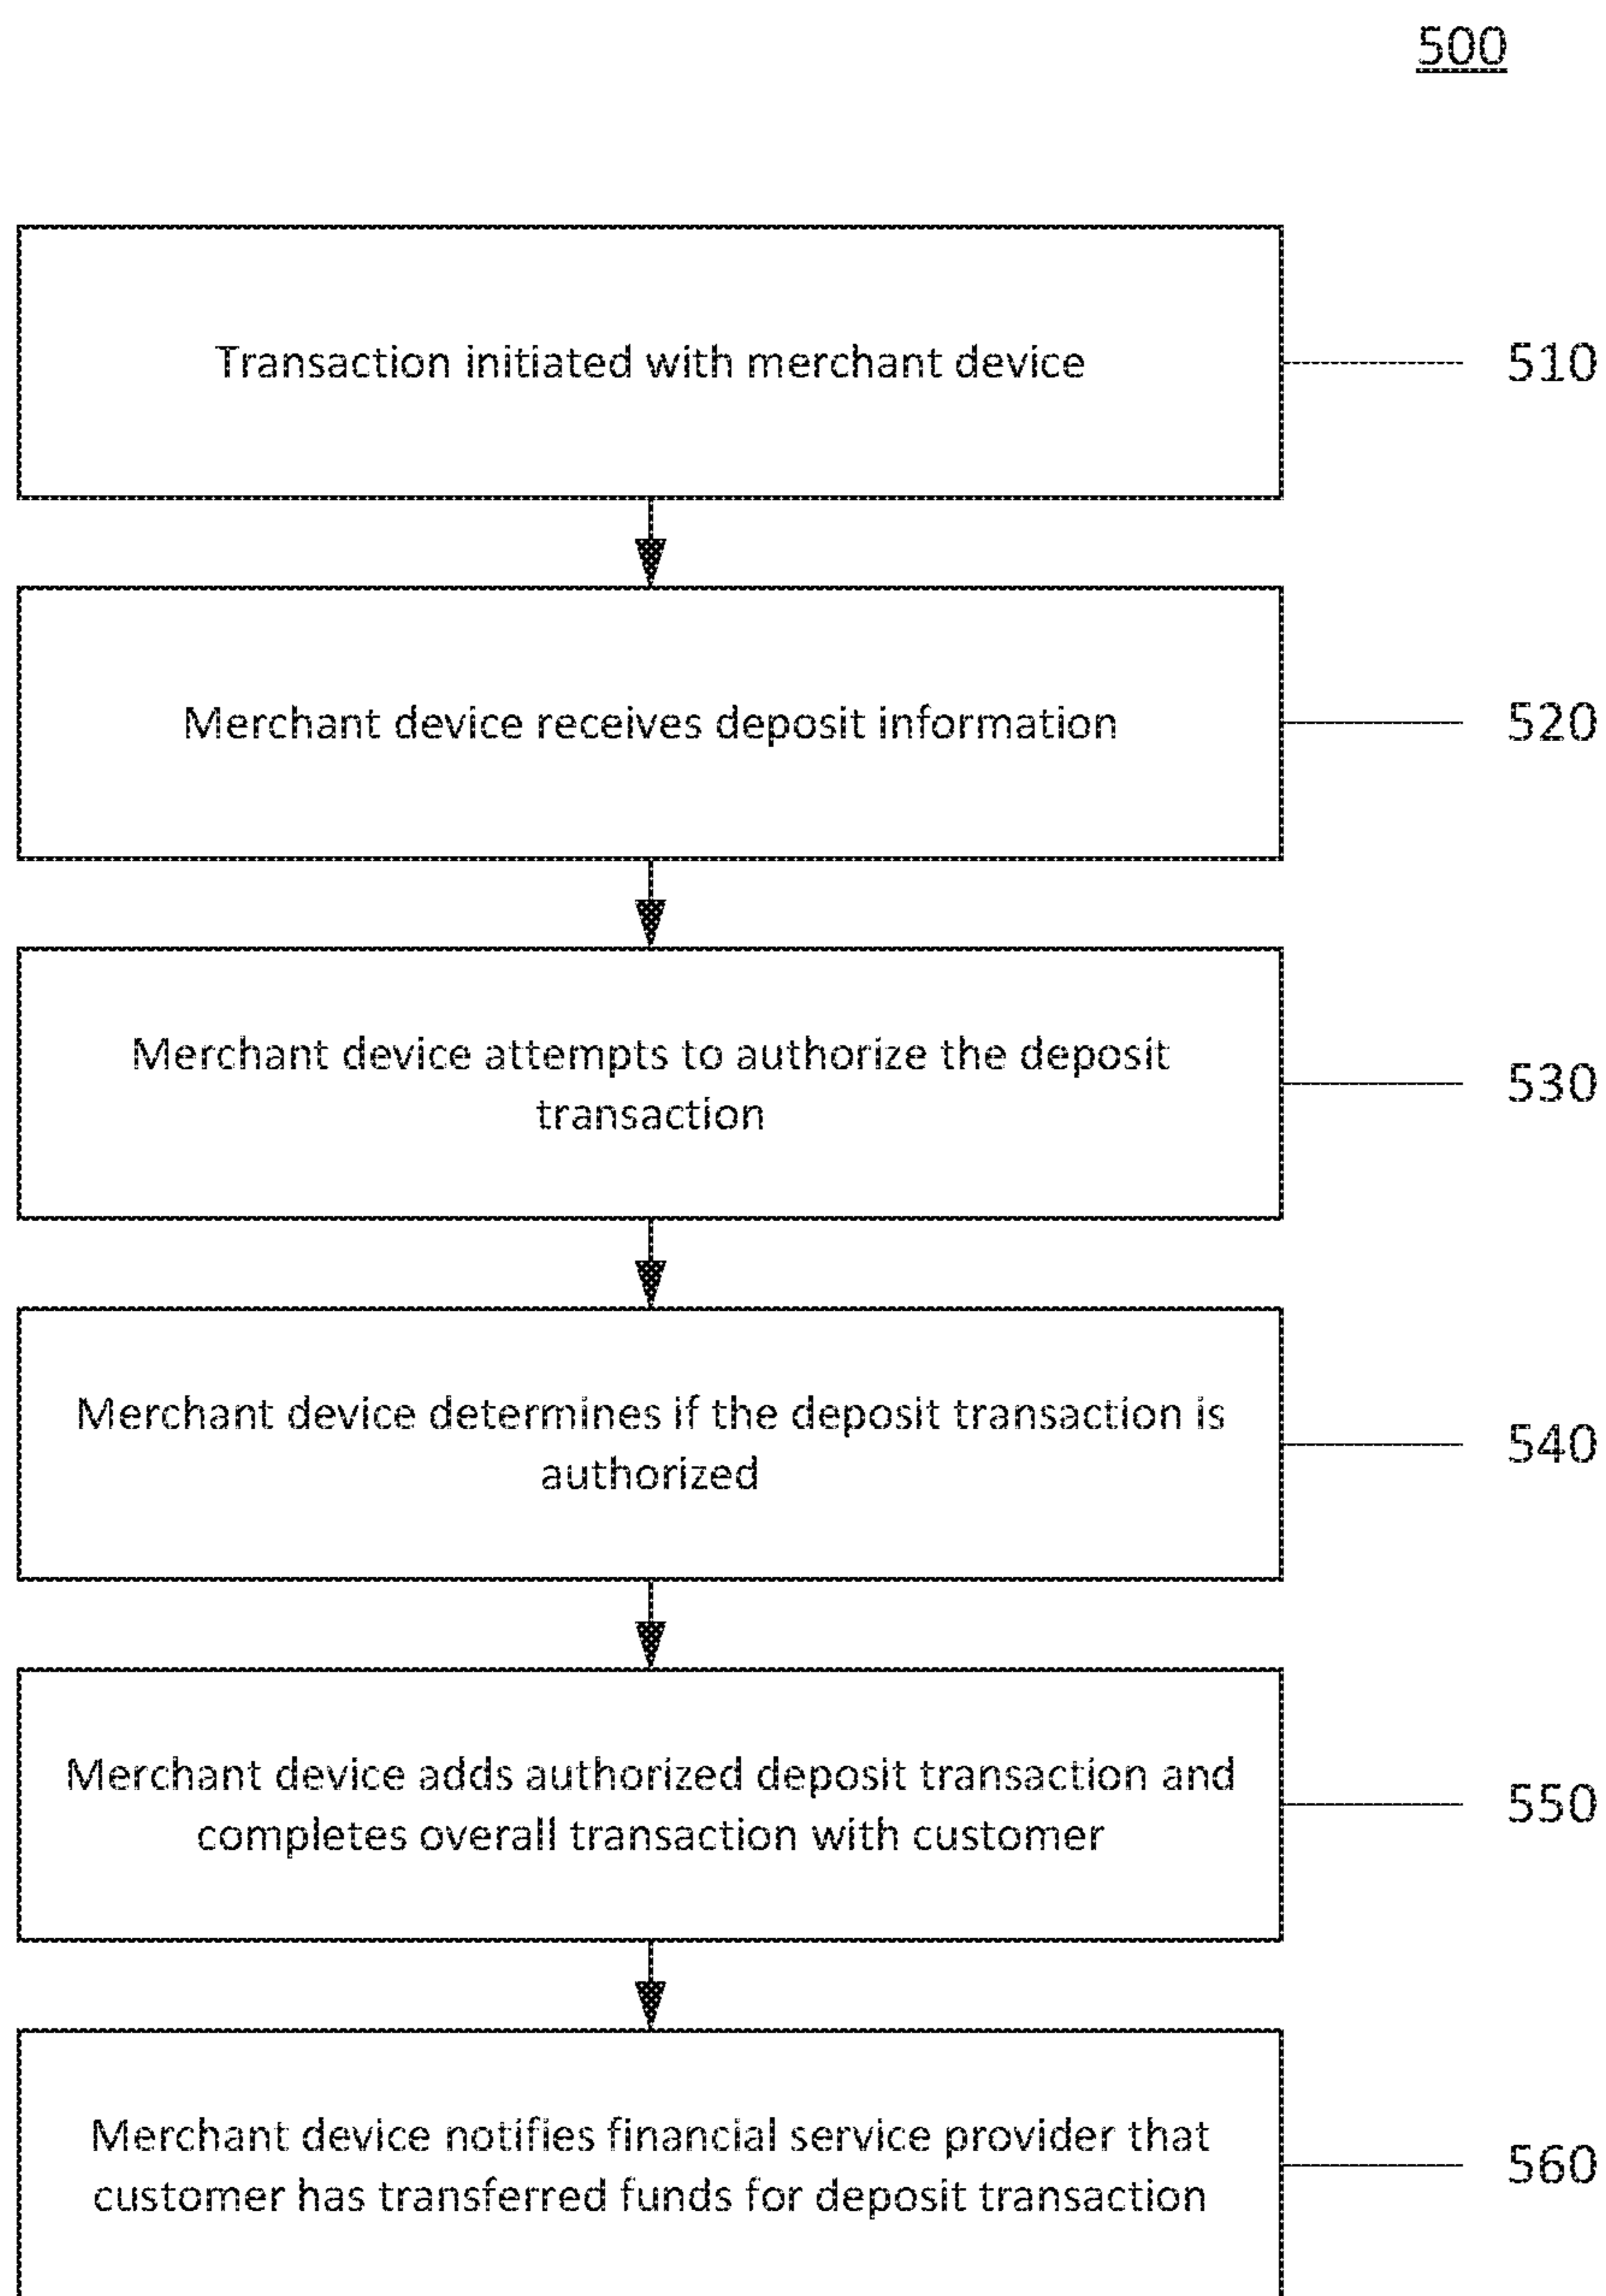 500
Transaction initiated with merchant device
510
Merchant device receives deposit information
520
Merchant device attempts to authorize the deposit
transaction
530
Merchant device determines if the deposit transaction is
authorized
540
Merchant device adds authorized deposit transaction and
completes overall transaction with customer
550
Merchant device notifies financial service provider that
customer has transferred funds for deposit transaction
560